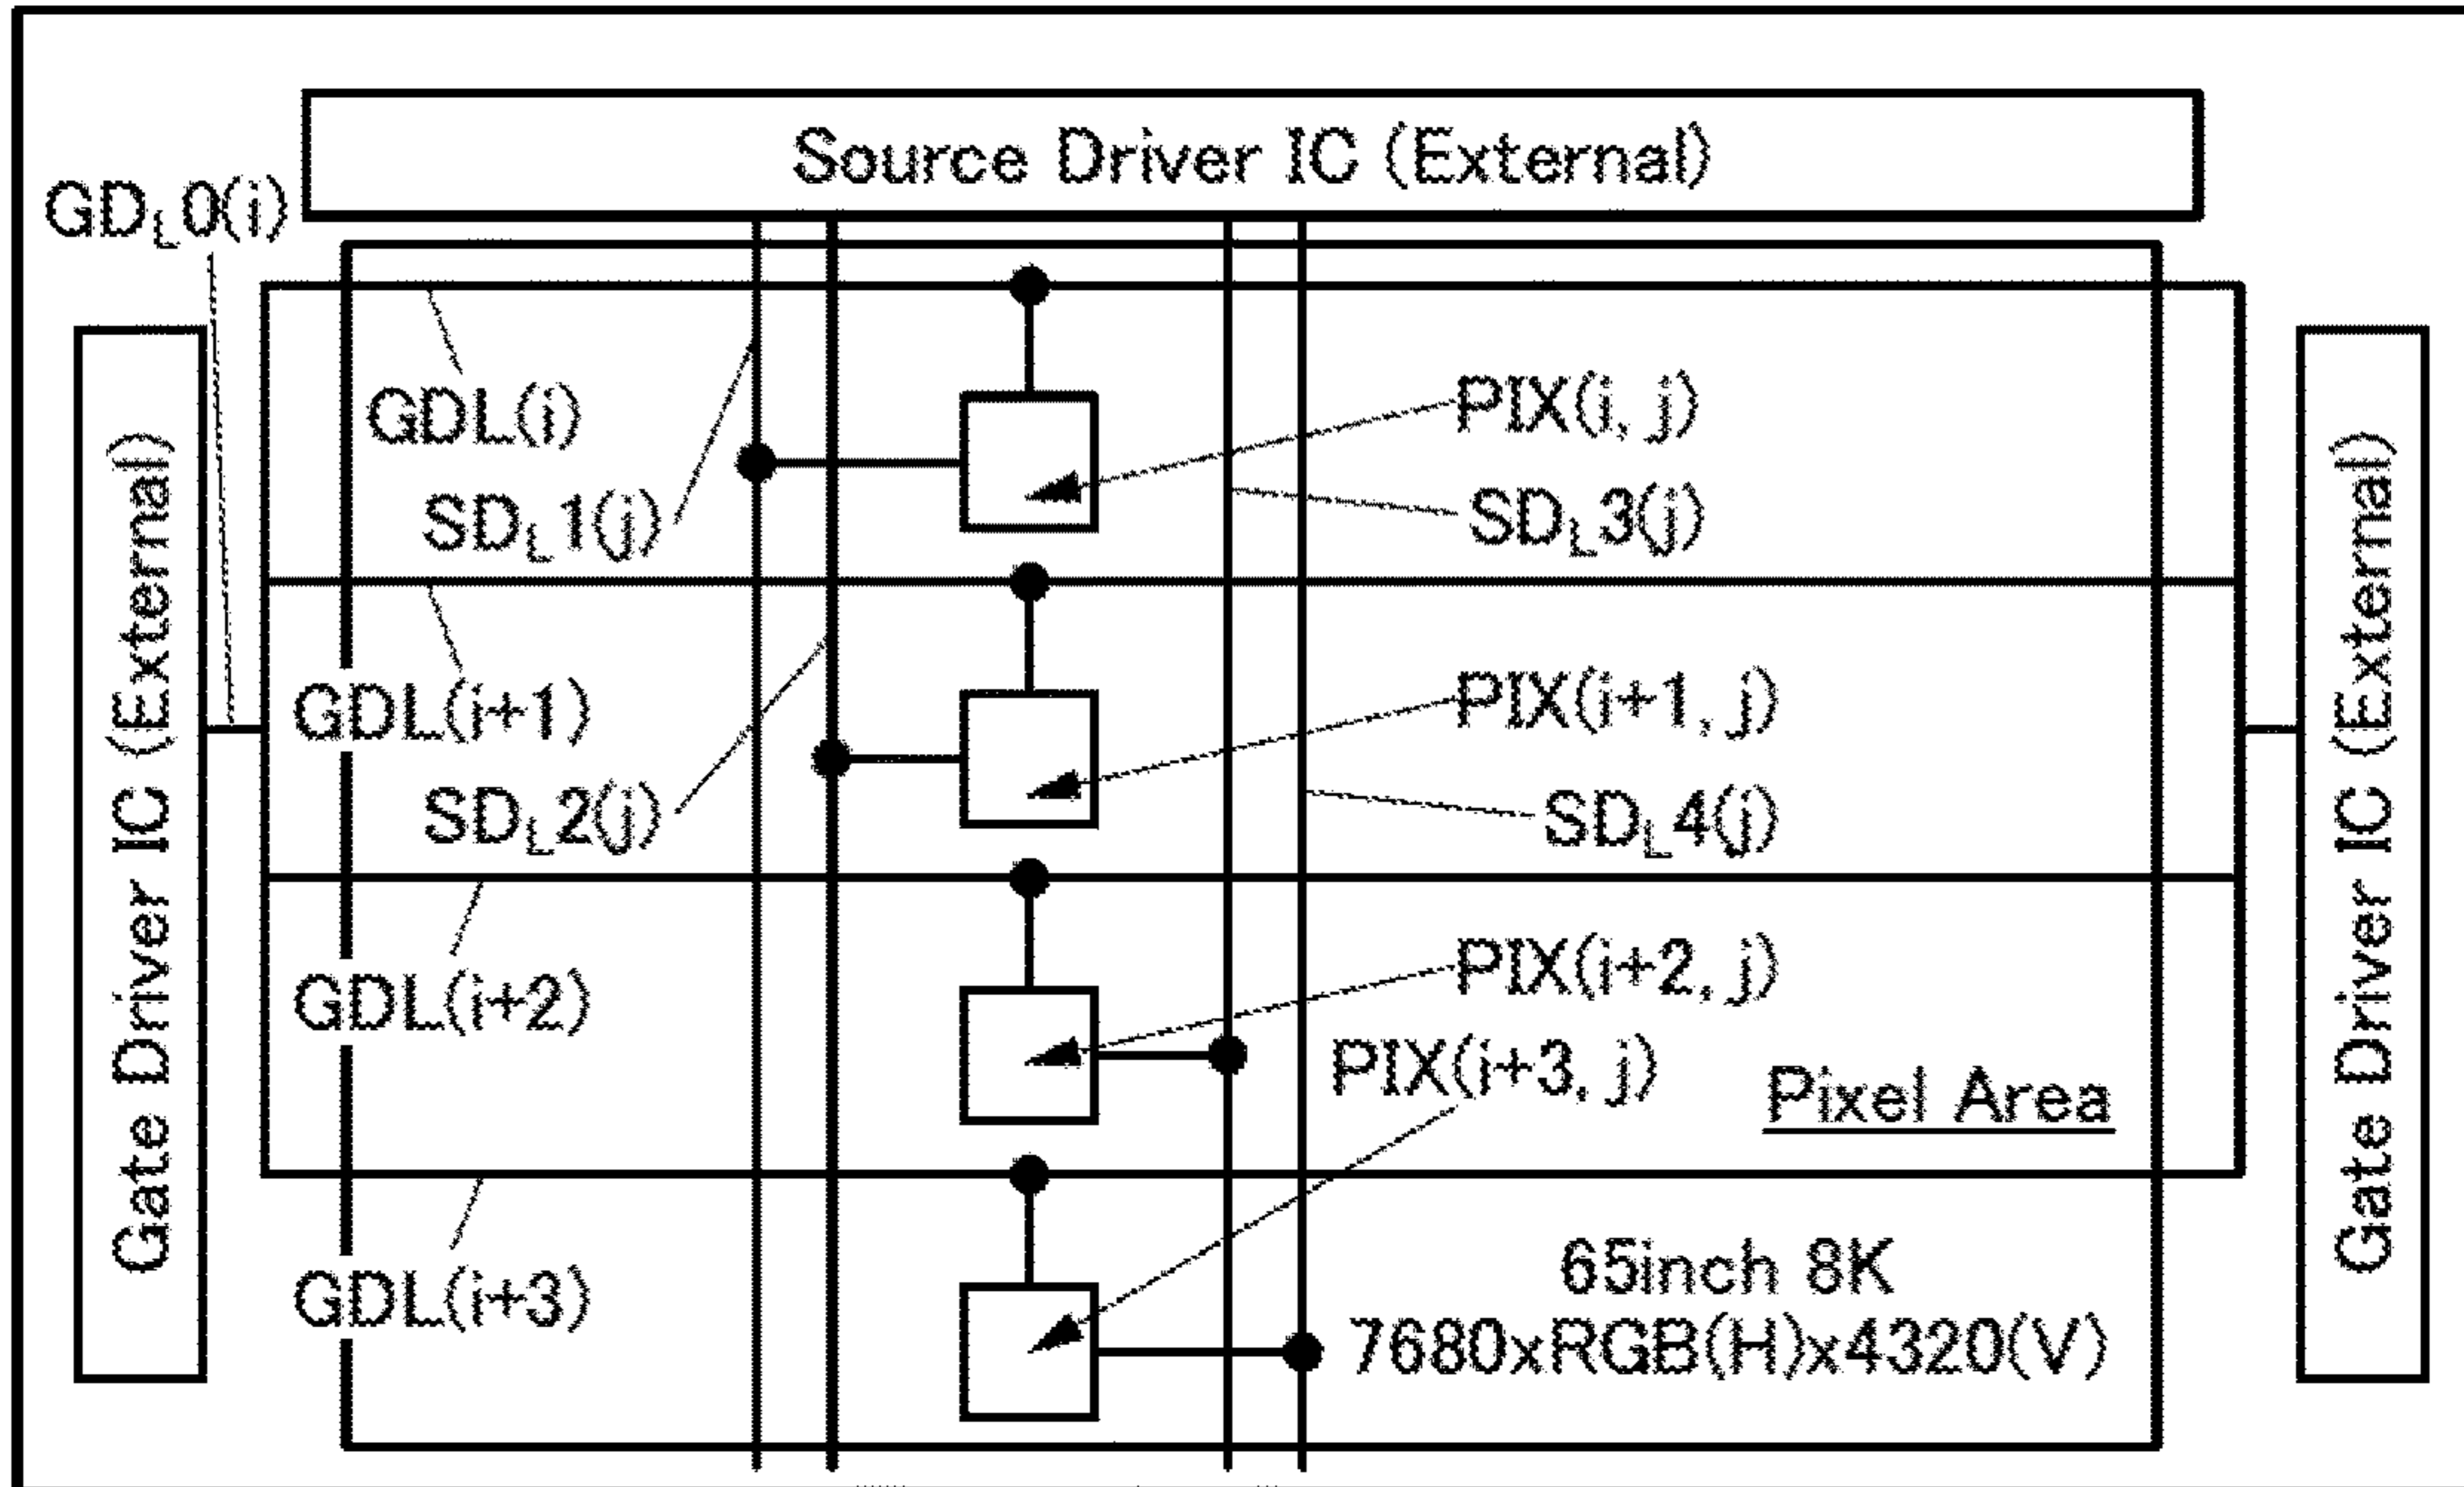 Source Driver IC (External)
GDL0(i)
Gate Driver IC (External)
GDL(i)
PIX(i, j)
SDL1(j)
SDL3(j)
GDL(i+1)
PIX(i+1, j)
SDL2(j)
SDL4(j)
GDL(i+2)
PIX(i+2, j)
PIX(i+3, j)
Pixel Area
GDL(i+3)
65inch 8K
7680xRGB(H)x4320(V)
Gate Driver IC (External)